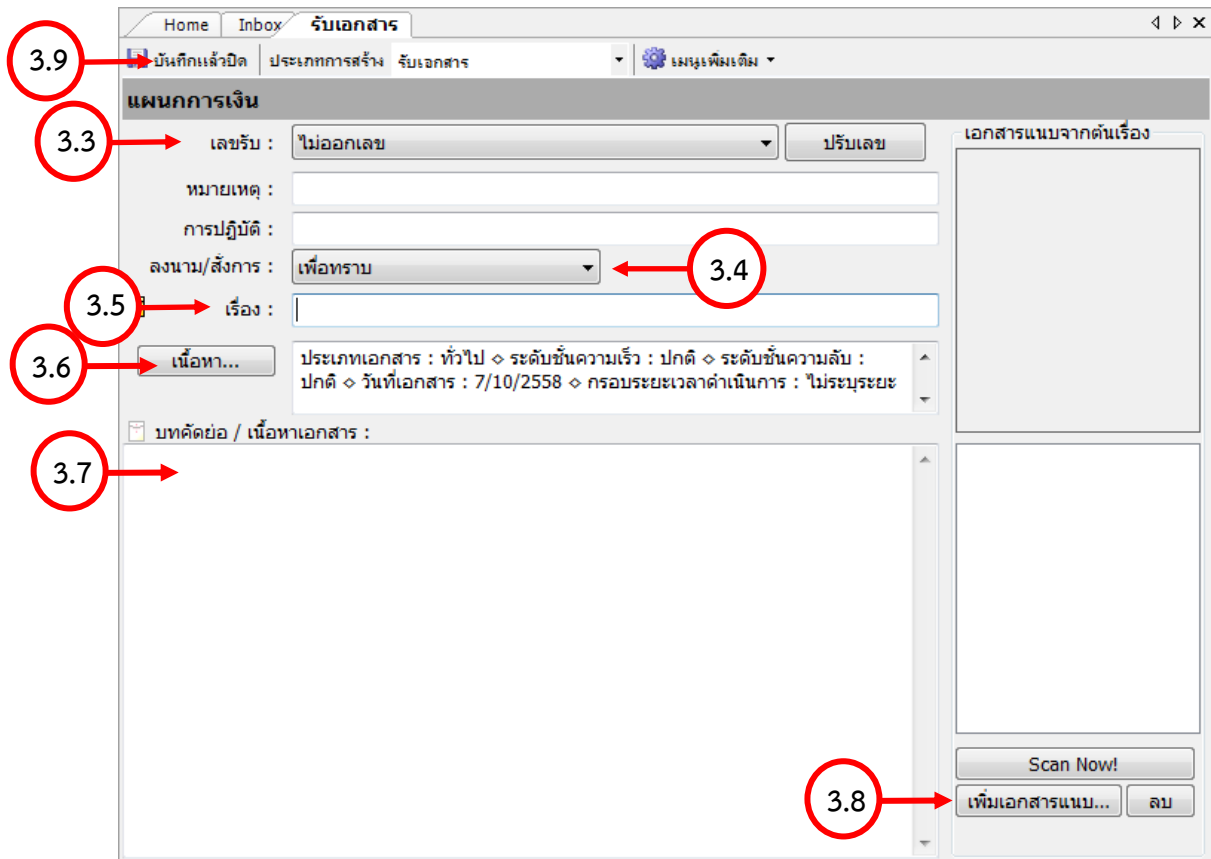 Home Inbox รับเอกสาร
3.9 บันทึกแล้วปิด ประเภทการสร้าง รับเอกสาร เมนูเพิ่มเติม
แผนกการเงิน
3.3 เลขรับ : ไม่ออกเลข ปรับเลข เอกสารแนบจากต้นเรื่อง
หมายเหตุ :
การปฏิบัติ :
ลงนาม/สั่งการ : เพื่อทราบ 3.4
3.5 เรื่อง :
3.6 เนื้อหา... ประเภทเอกสาร : ทั่วไป ◇ ระดับชั้นความเร็ว : ปกติ ◇ ระดับชั้นความลับ :
ปกติ ◇ วันที่เอกสาร : 7/10/2558 ◇ กรอบระยะเวลาดำเนินการ : ไม่ระบุระยะ
บทคัดย่อ / เนื้อหาเอกสาร :
3.7
Scan Now!
3.8 เพิ่มเอกสารแนบ... ลบ